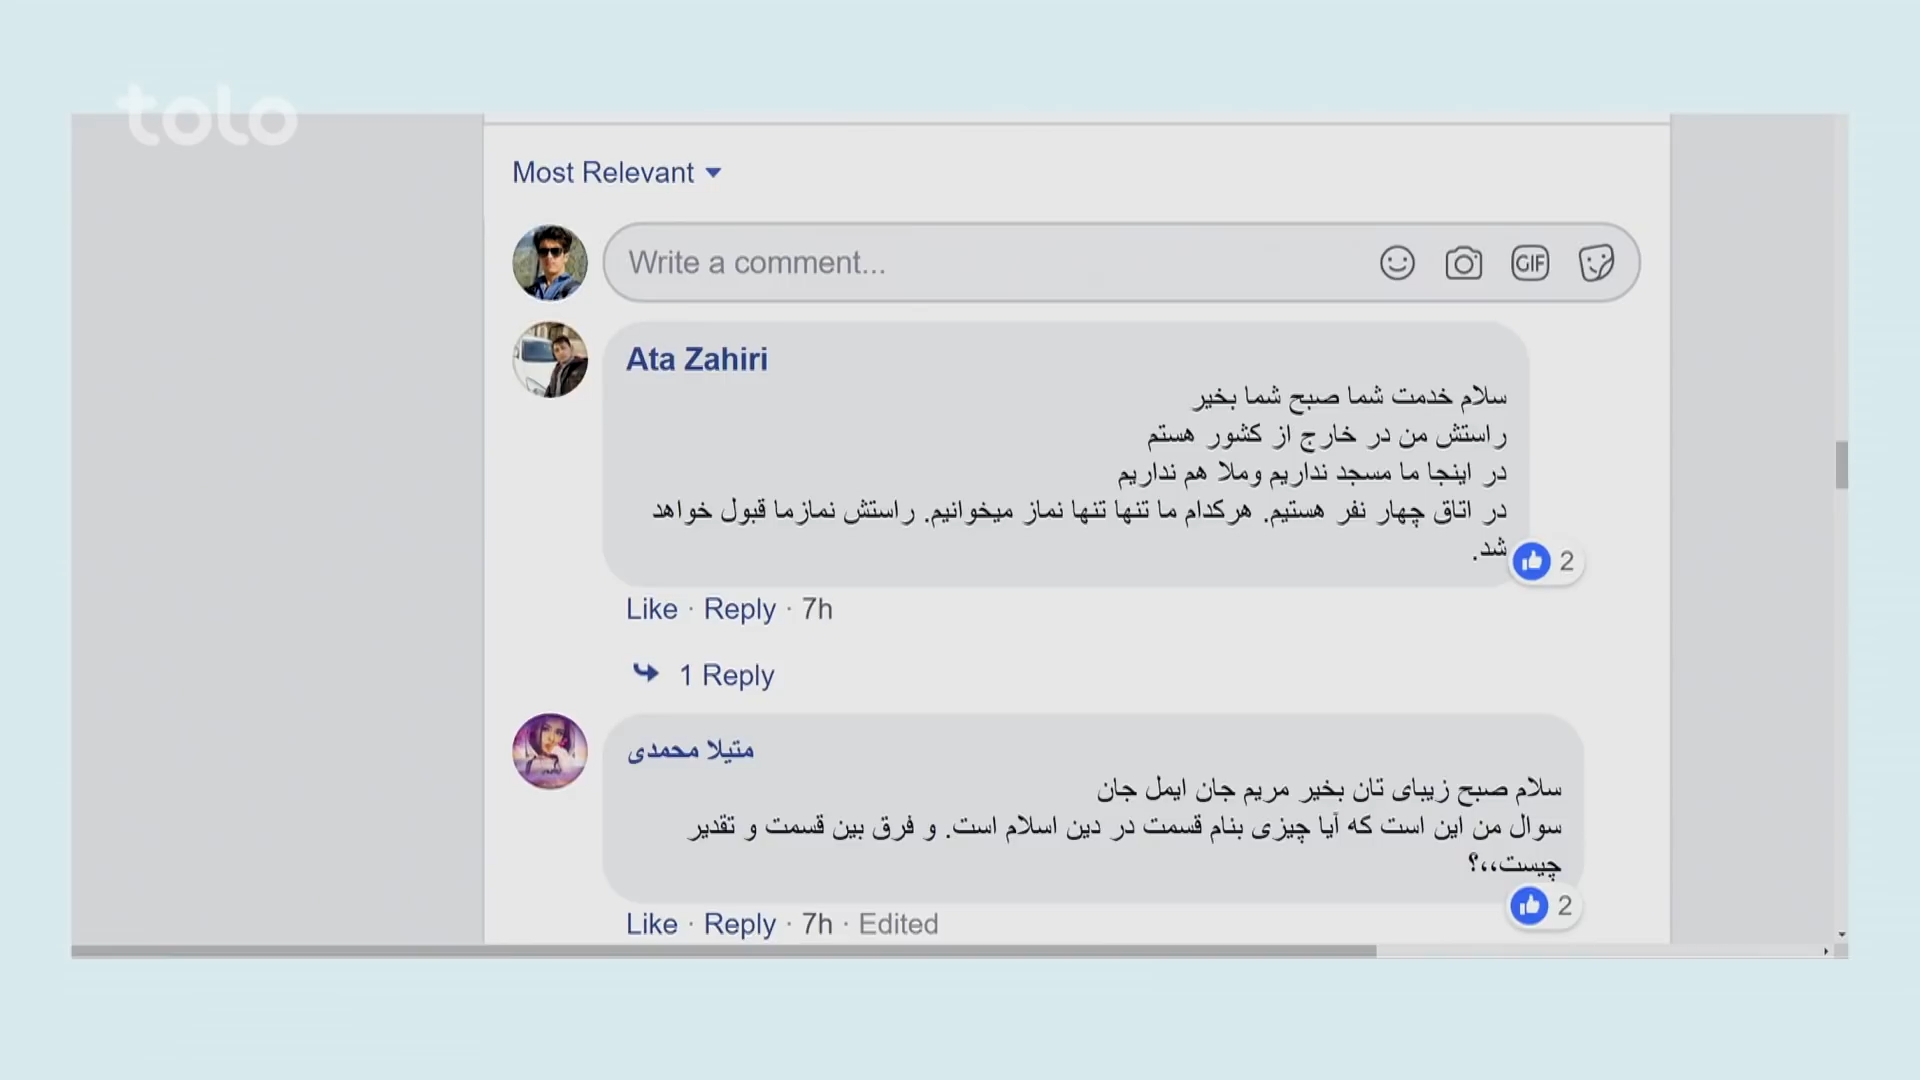 tolo
Most Relevant
Write a comment...
GIF
Ata Zahiri
سلام خدمت شما صبح شما بخیر
راستش من در خارج از کشور هستم
در اینجا ما مسجد نداریم وملا هم نداریم
در اتاق چهار نفر هستیم. هرکدام ما تنها تنها نماز میخوانیم. راستش نمازما قبول خواهد
شد.
2
Like · Reply · 7h
1 Reply
متیلا محمدی
سلام صبح زیبای تان بخیر مریم جان ایمل جان
سوال من این است که آیا چیزی بنام قسمت در دین اسلام است. و فرق بین قسمت و تقدیر
چیست،،؟
2
Like · Reply · 7h · Edited